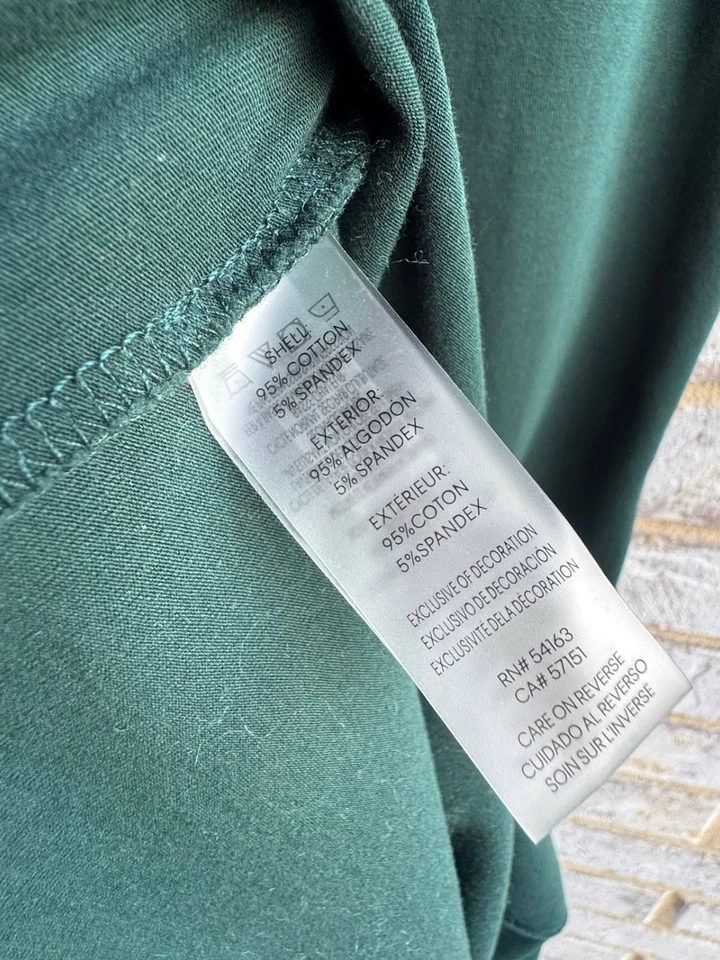 SHELL:
95% COTTON
5% SPANDEX
EXTERIOR:
95% ALGODON
5% SPANDEX
EXTÉRIEUR:
95%COTON
5%SPANDEX
EXCLUSIVE OF DECORATION
EXCLUSIVO DE DECORACIÓN
EXCLUSIVITÉ DE LA DÉCORATION
RN# 54163
CA# 57151
CARE ON REVERSE
CUIDADO AL REVERSO
SOIN SUR L'INVERSE